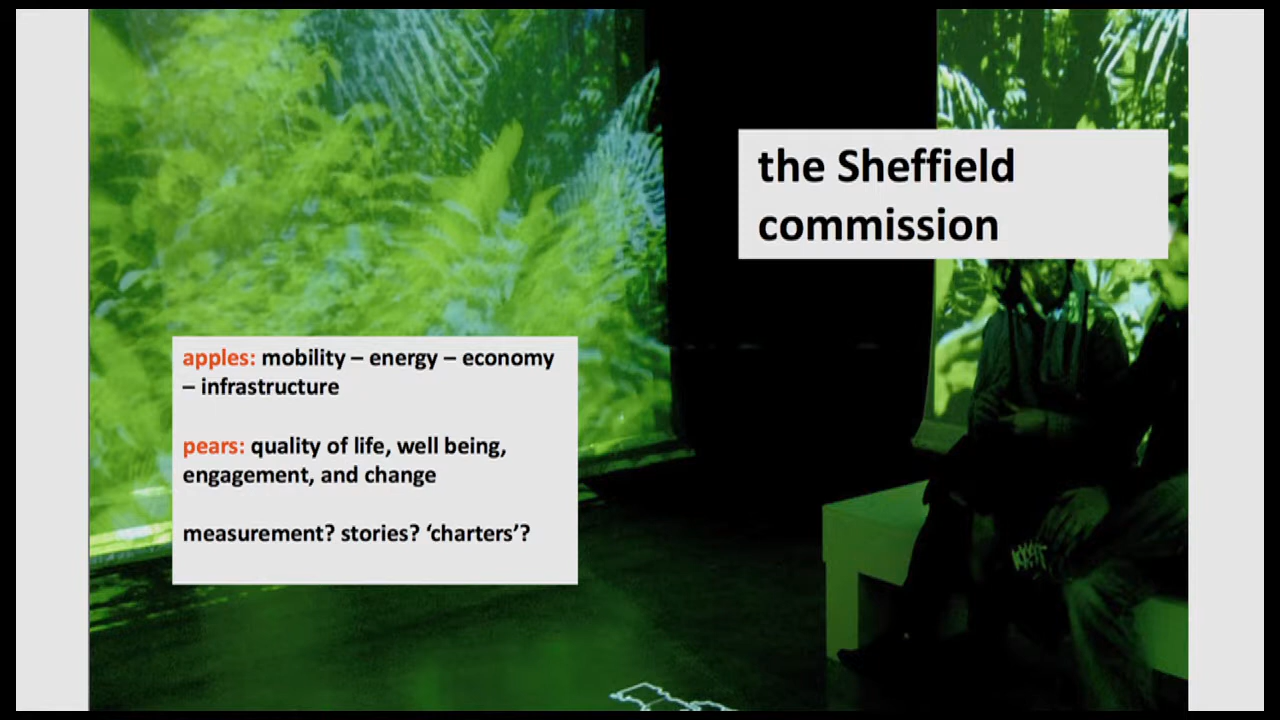 the Sheffield
commission
apples: mobility – energy – economy
– infrastructure
pears: quality of life, well being,
engagement, and change
measurement? stories? ‘charters’?